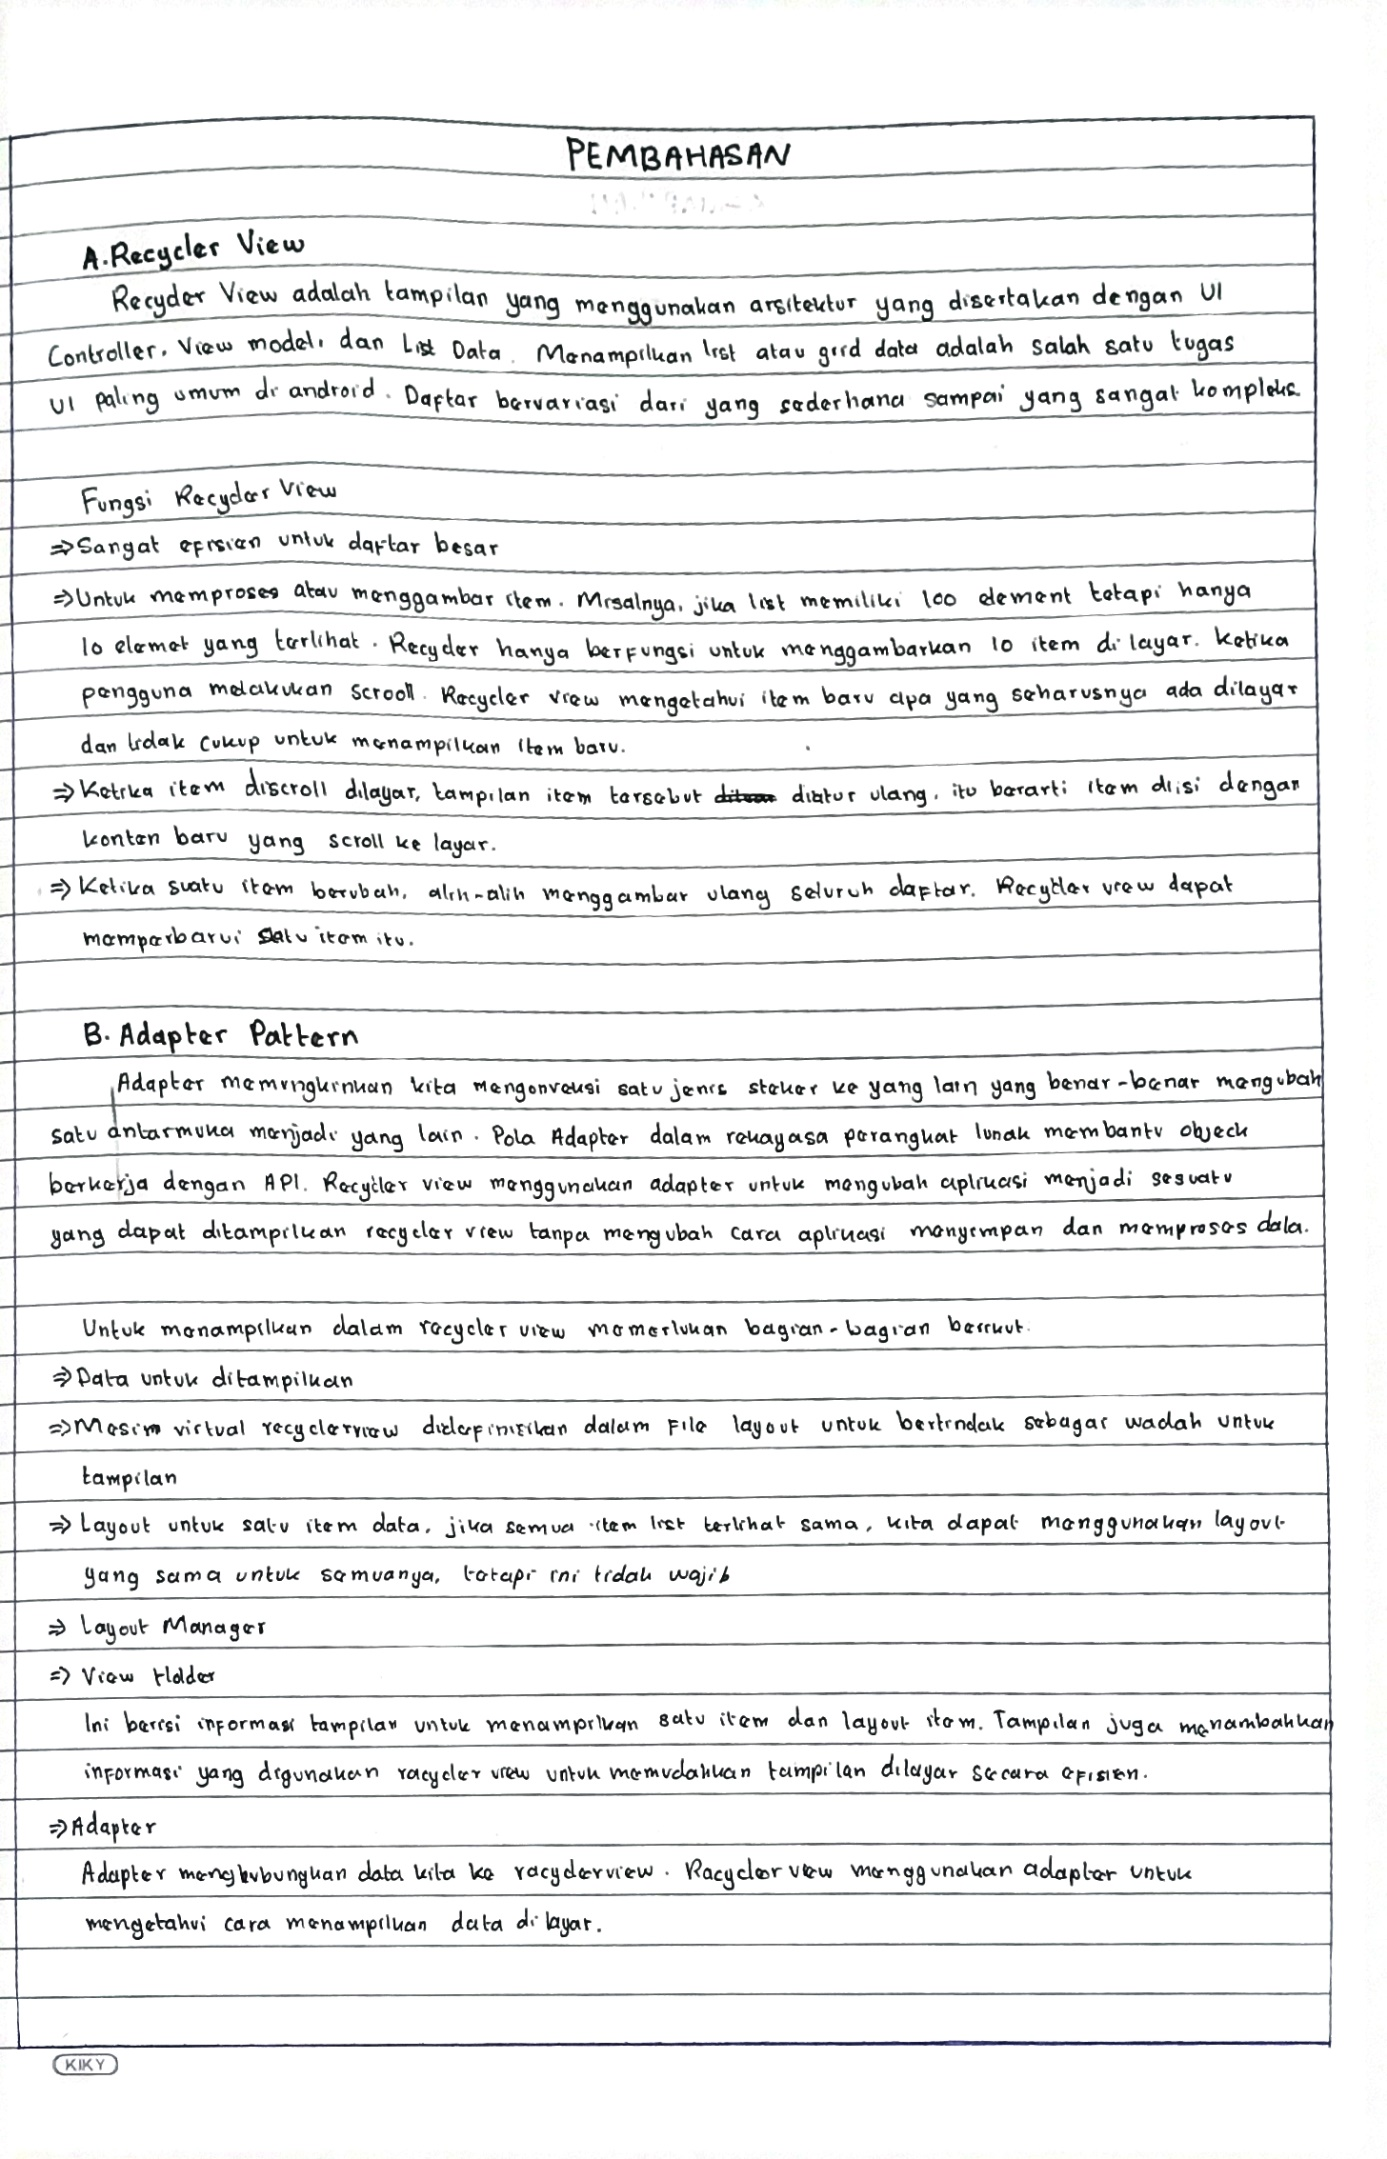 PEMBAHASAN
A. Recycler View
Recycler View adalah tampilan yang menggunakan arsitektur yang disertakan dengan UI
Controller, View model, dan List Data. Menampilkan list atau grid data adalah salah satu tugas
UI paling umum di android. Daftar bervariasi dari yang sederhana sampai yang sangat kompleks.
Fungsi Recycler View
⇒ Sangat efisien untuk daftar besar
⇒ Untuk memproses atau menggambar item. Misalnya, jika list memiliki 100 element tetapi hanya
10 elemet yang terlihat. Recycler hanya berfungsi untuk menggambarkan 10 item di layar. Ketika
pengguna melakukan scrooll. Recycler view mengetahui item baru apa yang seharusnya ada dilayar
dan tidak cukup untuk menampilkan item baru.
⇒ Ketika item discroll dilayar, tampilan item tersebut diatur ulang, itu berarti item diisi dengan
konten baru yang scroll ke layar.
⇒ Ketika suatu item berubah, alih-alih menggambar ulang seluruh daftar. Recycler view dapat
memperbarui satu item itu.
B. Adapter Pattern
Adapter memungkinkan kita mengonversi satu jenis steker ke yang lain yang benar-benar mengubah
satu antarmuka menjadi yang lain. Pola Adapter dalam rekayasa perangkat lunak membantu objeck
berkerja dengan API. Recycler view menggunakan adapter untuk mengubah aplikasi menjadi sesuatu
yang dapat ditampilkan recycler view tanpa mengubah cara aplikasi menyimpan dan memproses data.
Untuk menampilkan dalam recycler view memerlukan bagian-bagian berikut.
⇒ Data untuk ditampilkan
⇒ Mesim virtual recyclerview didefinisikan dalam file layout untuk bertindak sebagai wadah untuk
tampilan
⇒ Layout untuk satu item data, jika semua item list terlihat sama, kita dapat menggunakan layout
yang sama untuk semuanya, tetapi ini tidak wajib
⇒ Layout Manager
⇒ View Holder
Ini berisi informasi tampilan untuk menampilkan satu item dan layout item. Tampilan juga menambahkan
informasi yang digunakan recycler view untuk memudahkan tampilan dilayar secara efisien.
⇒ Adapter
Adapter menghubungkan data kita ke recyclerview. Recycler view menggunakan adapter untuk
mengetahui cara menampilkan data di layar.
KIKY